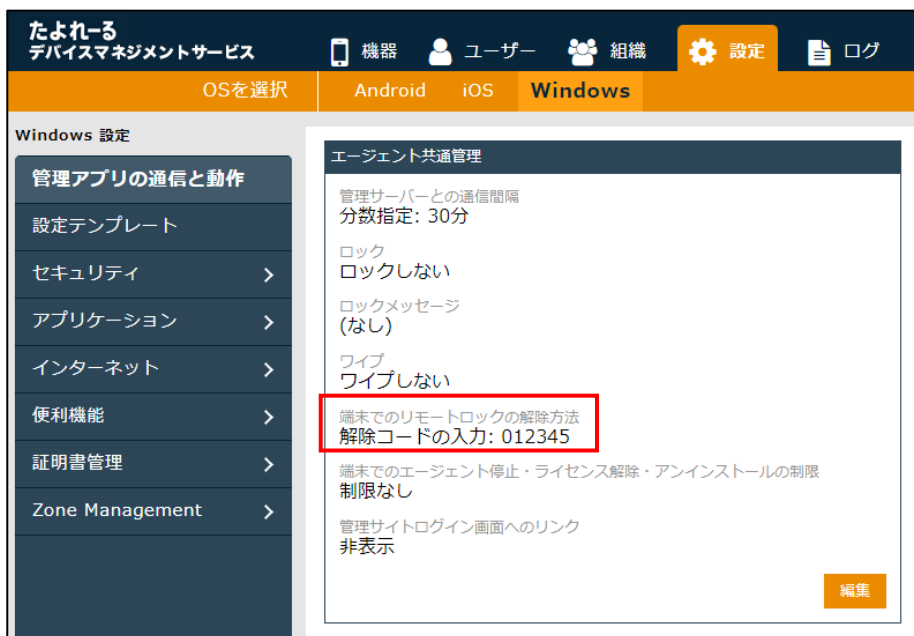 たよれーる
デバイスマネジメントサービス
機器
ユーザー
組織
設定
ログ
OSを選択
Android
iOS
Windows
Windows 設定
管理アプリの通信と動作
設定テンプレート
セキュリティ
アプリケーション
インターネット
便利機能
証明書管理
Zone Management
エージェント共通管理
管理サーバーとの通信間隔
分数指定: 30分
ロック
ロックしない
ロックメッセージ
(なし)
ワイプ
ワイプしない
端末でのリモートロックの解除方法
解除コードの入力: 012345
端末でのエージェント停止・ライセンス解除・アンインストールの制限
制限なし
管理サイトログイン画面へのリンク
非表示
編集